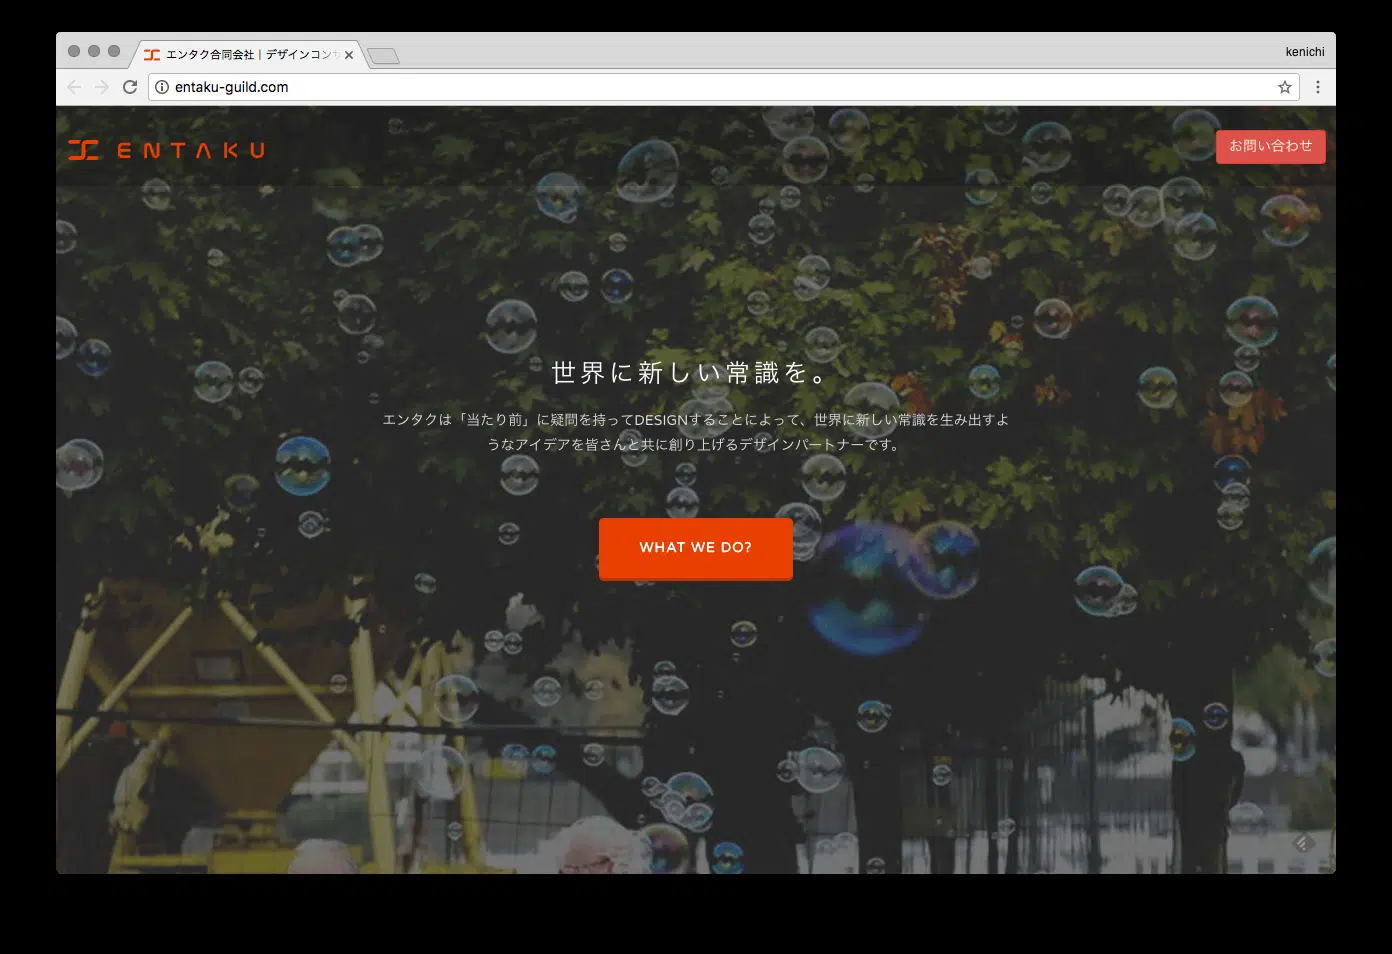 エンタク合同会社｜デザインコンサ
kenichi
entaku-guild.com
ENTAKU
お問い合わせ
世界に新しい常識を。
エンタクは「当たり前」に疑問を持ってDESIGNすることによって、世界に新しい常識を生み出すよ
うなアイデアを皆さんと共に創り上げるデザインパートナーです。
WHAT WE DO?